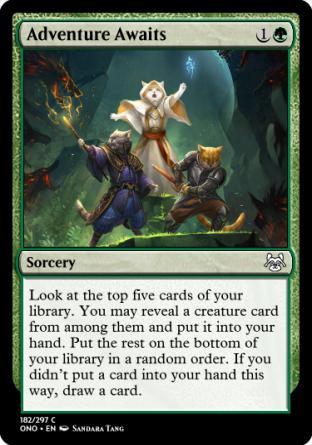 Adventure Awaits 1
Sorcery
Look at the top five cards of your
library. You may reveal a creature card
from among them and put it into your
hand. Put the rest on the bottom of
your library in a random order. If you
didn't put a card into your hand this
way, draw a card.
182/297 C
ONO • EN SANDARA TANG